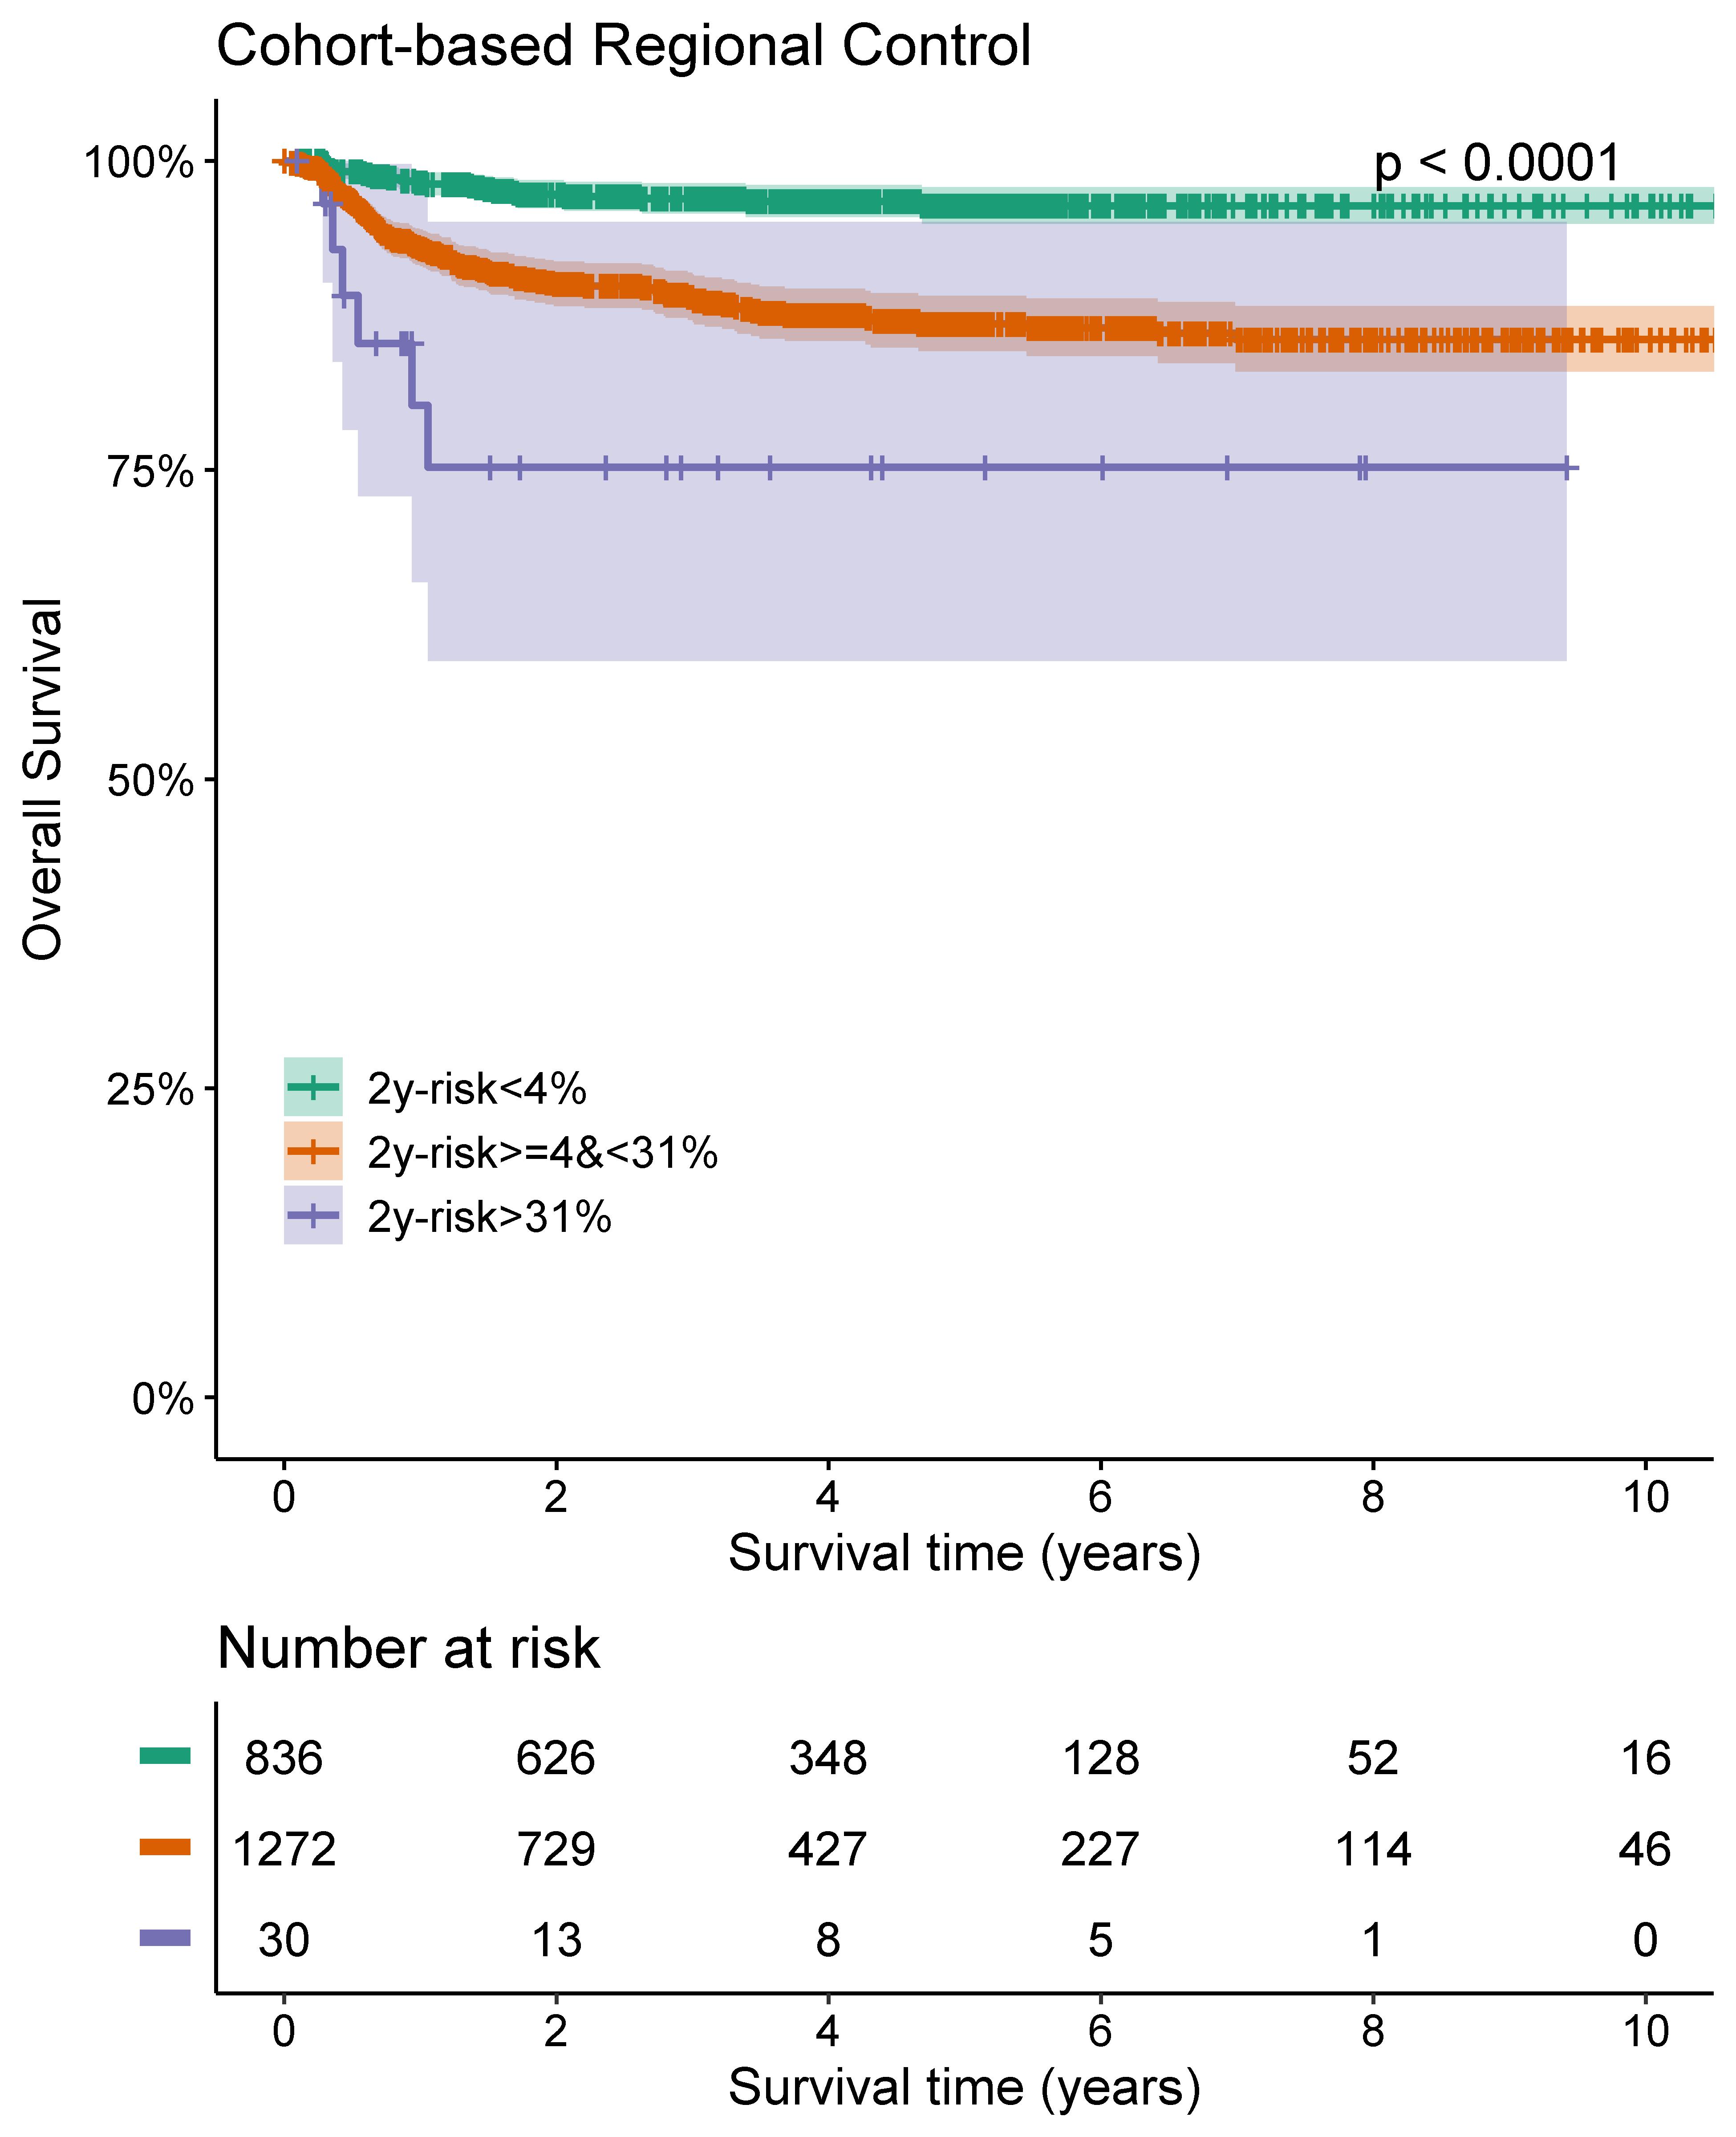 Cohort-based Regional Control
p < 0.0001
100%
75%
50%
25%
0%
Overall Survival
2y-risk<4%
2y-risk>=4&<31%
2y-risk>31%
0 2 4 6 8 10
Survival time (years)
Number at risk
836 626 348 128 52 16
1272 729 427 227 114 46
30 13 8 5 1 0
0 2 4 6 8 10
Survival time (years)